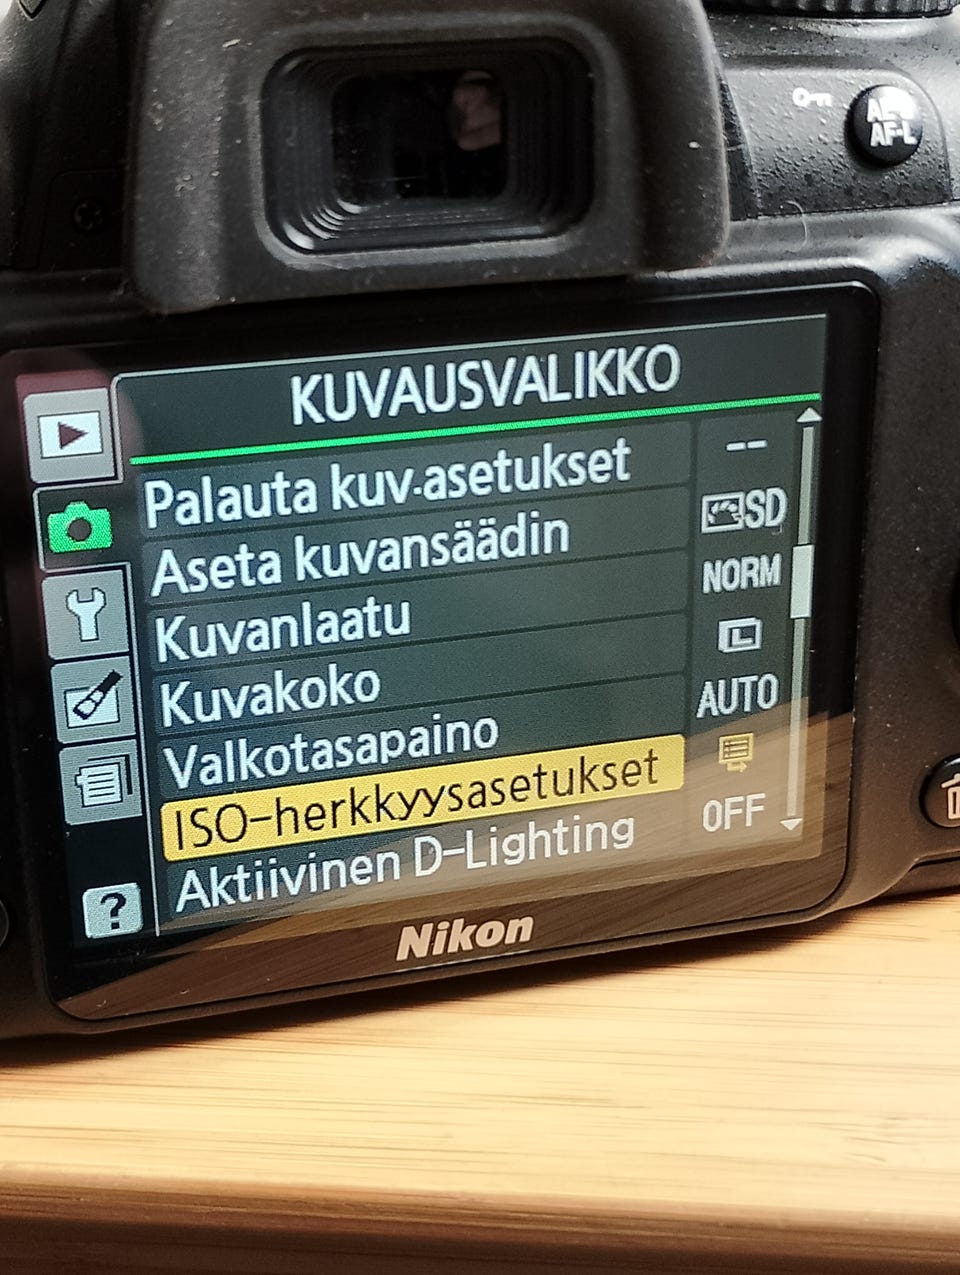 AE-L
AF-L
KUVAUSVALIKKO
Palauta kuv.asetukset --
Aseta kuvansäädin SD
Kuvanlaatu NORM
Kuvakoko L
Valkotasapaino AUTO
ISO-herkkyysasetukset
Aktiivinen D-Lighting OFF
?
Nikon